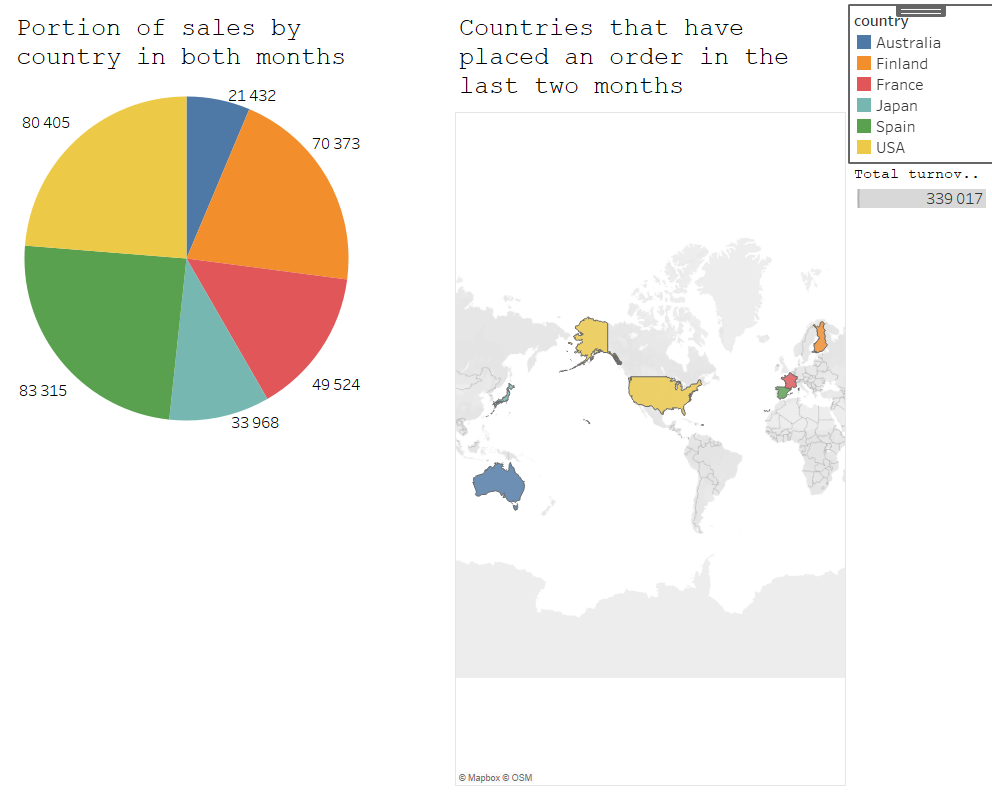 Portion of sales by
country in both months
21 432
70 373
49 524
33 968
83 315
80 405
Countries that have
placed an order in the
last two months
© Mapbox © OSM
country
Australia
Finland
France
Japan
Spain
USA
Total turnov..
339 017